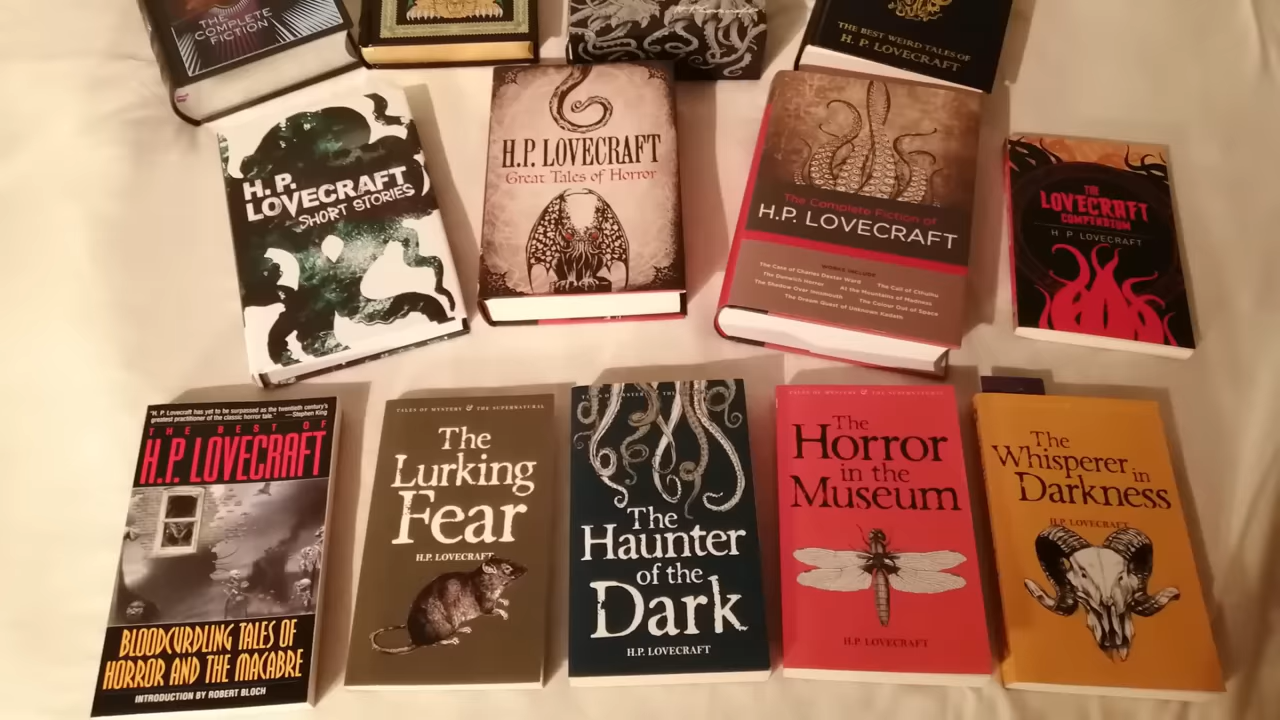 THE
COMPLETE
FICTION
THE BEST WEIRD TALES OF
H. P. LOVECRAFT
H. P.
LOVECRAFT
SHORT STORIES
H.P. LOVECRAFT
Great Tales of Horror
The Complete Fiction of
H.P. LOVECRAFT
WORKS INCLUDE
The Case of Charles Dexter Ward The Call of Cthulhu
The Dunwich Horror At the Mountains of Madness
The Shadow Over Innsmouth The Colour Out of Space
The Dream Quest of Unknown Kadath
THE
LOVECRAFT
COMPENDIUM
H P LOVECRAFT
"H. P. Lovecraft has yet to be surpassed as the twentieth century's
greatest practitioner of the classic horror tale." —Stephen King
THE BEST OF
H.P. LOVECRAFT
BLOODCURDLING TALES OF
HORROR AND THE MACABRE
INTRODUCTION BY ROBERT BLOCH
TALES OF MYSTERY & THE SUPERNATURAL
The
Lurking
Fear
H.P. LOVECRAFT
The
Haunter
of the
Dark
H.P. LOVECRAFT
TALES OF MYSTERY & THE SUPERNATURAL
The
Horror
in the
Museum
H.P. LOVECRAFT
The
Whisperer in
Darkness
H.P. LOVECRAFT